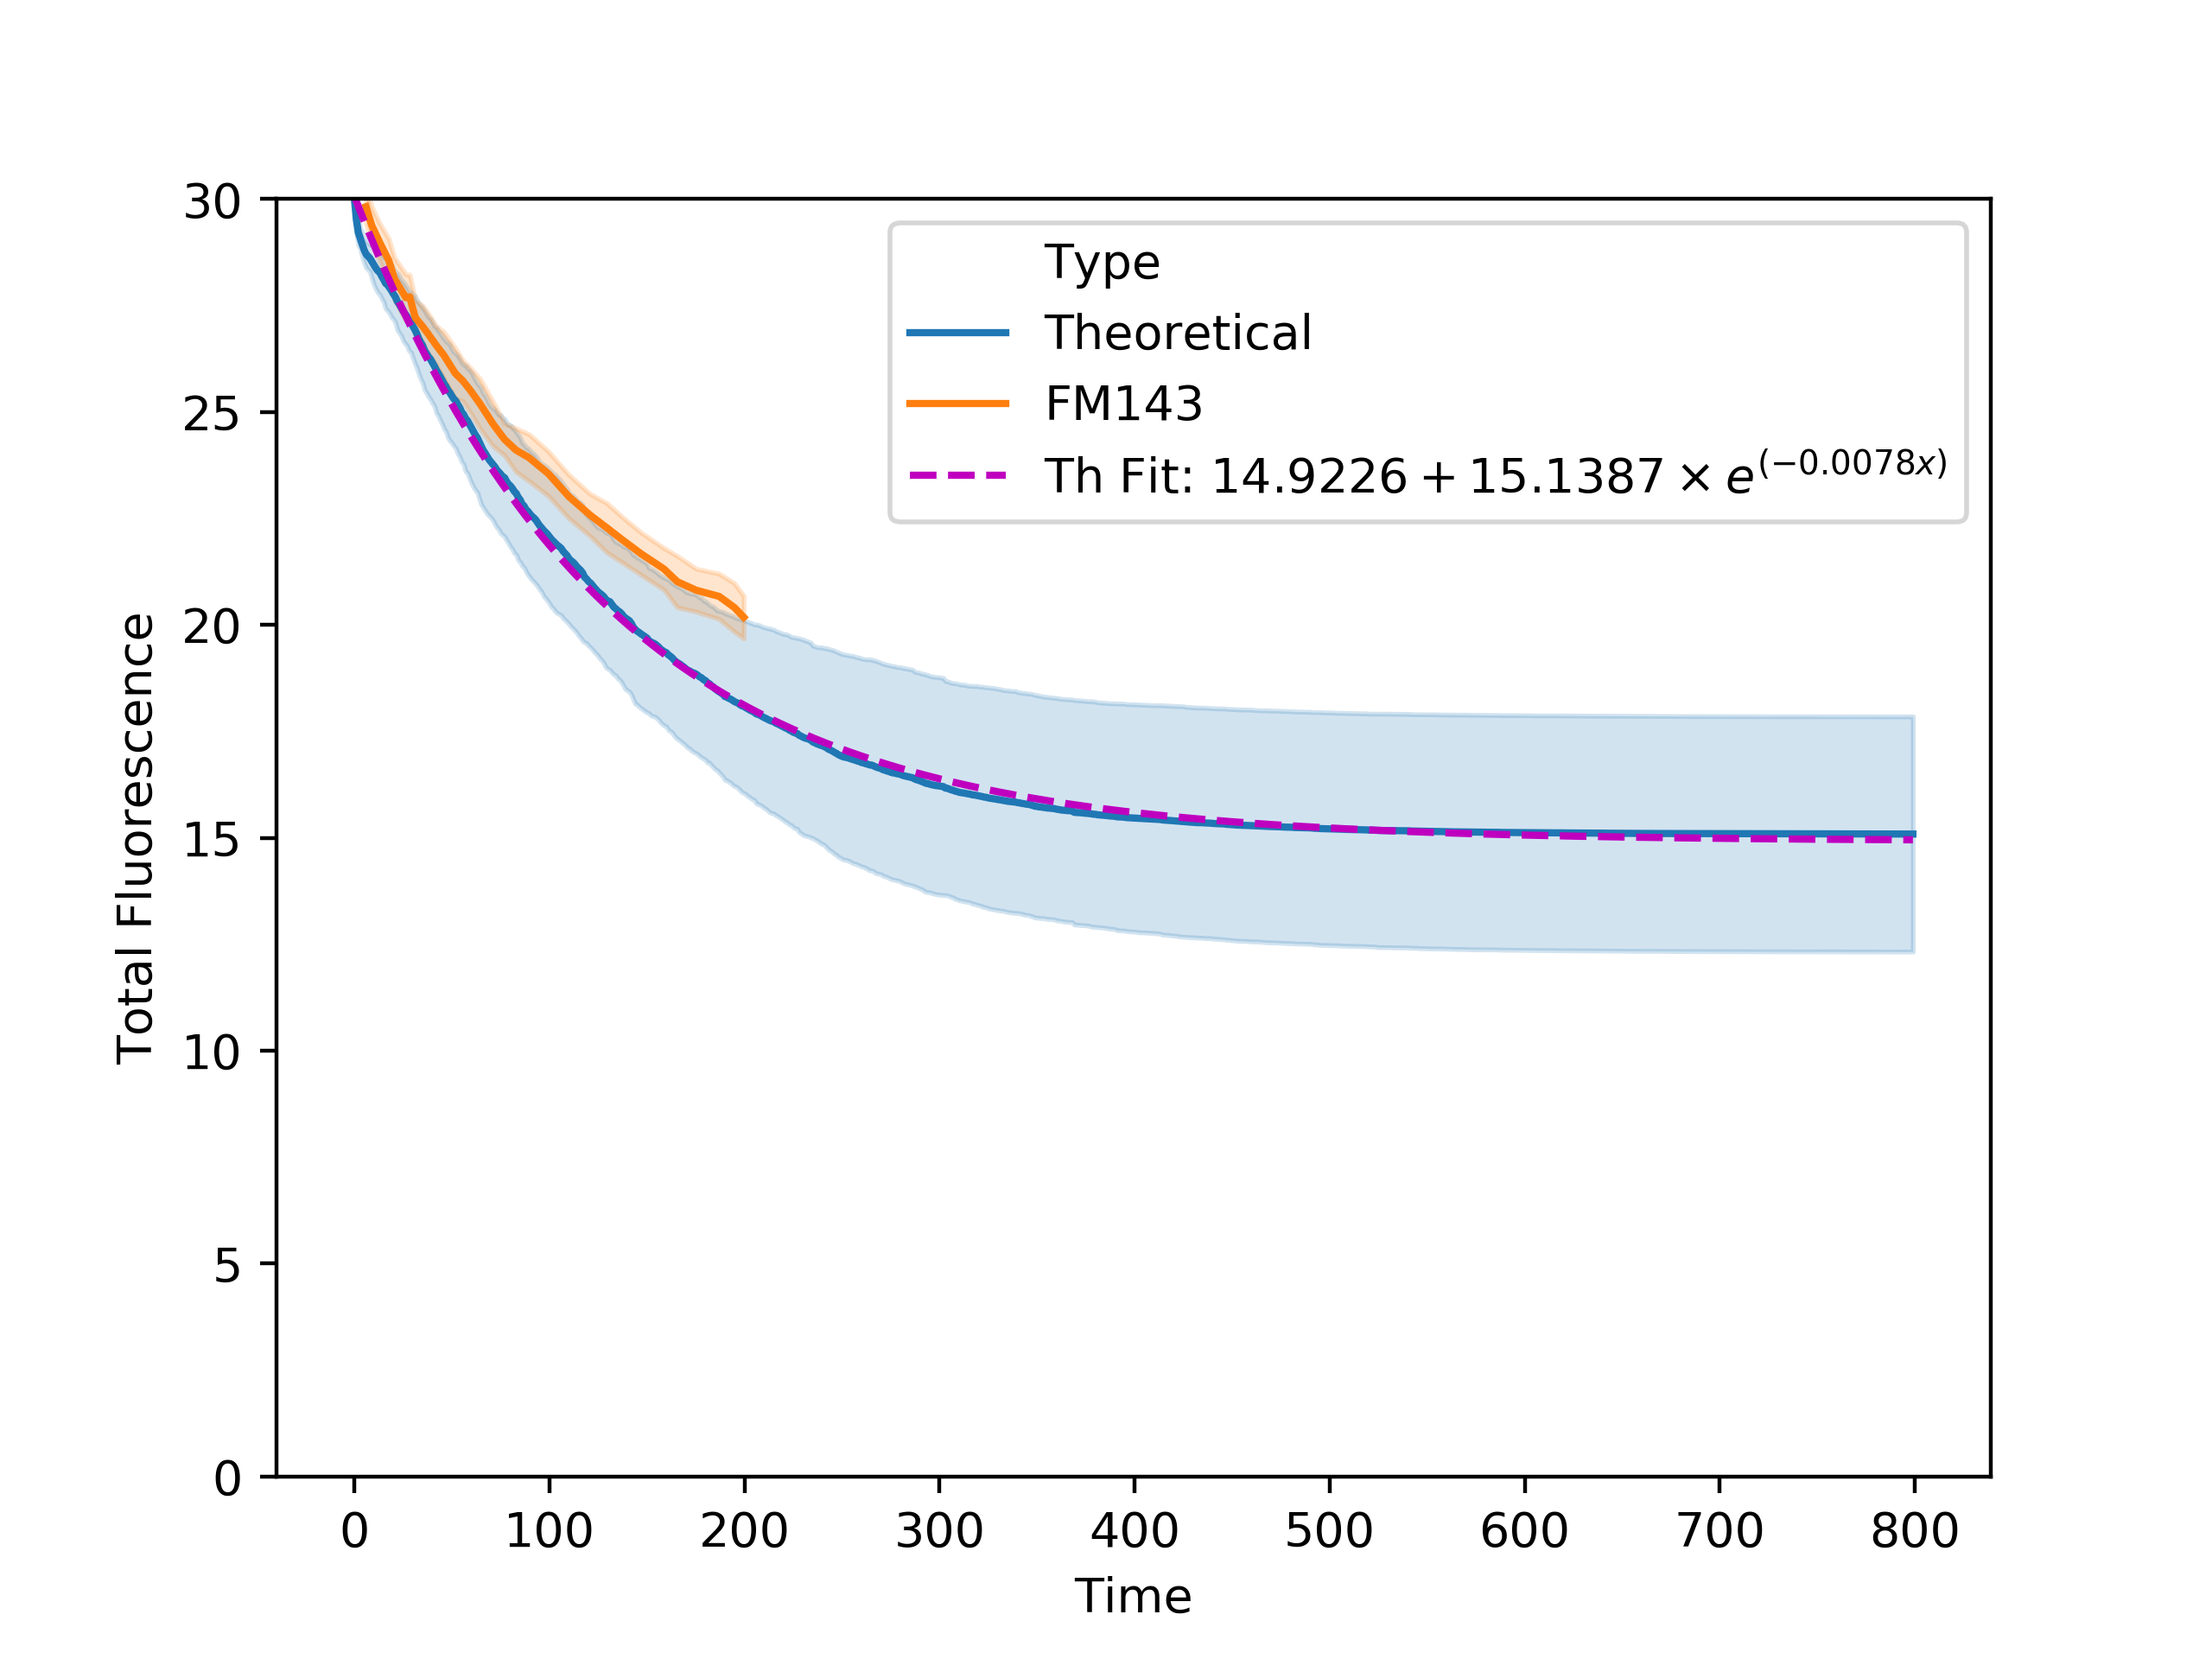 30
25
20
15
10
5
0
Total Fluorescence
Type
Theoretical
FM143
Th Fit: 14.9226 + 15.1387 × e^(−0.0078x)
0 100 200 300 400 500 600 700 800
Time